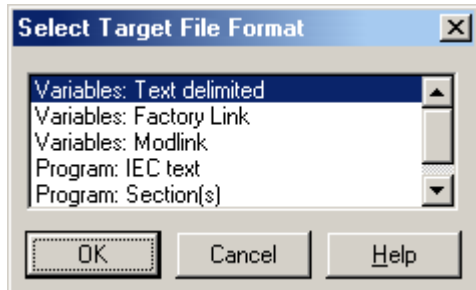 Select Target File Format
Variables: Text delimited
Variables: Factory Link
Variables: Modlink
Program: IEC text
Program: Section(s)
OK Cancel Help